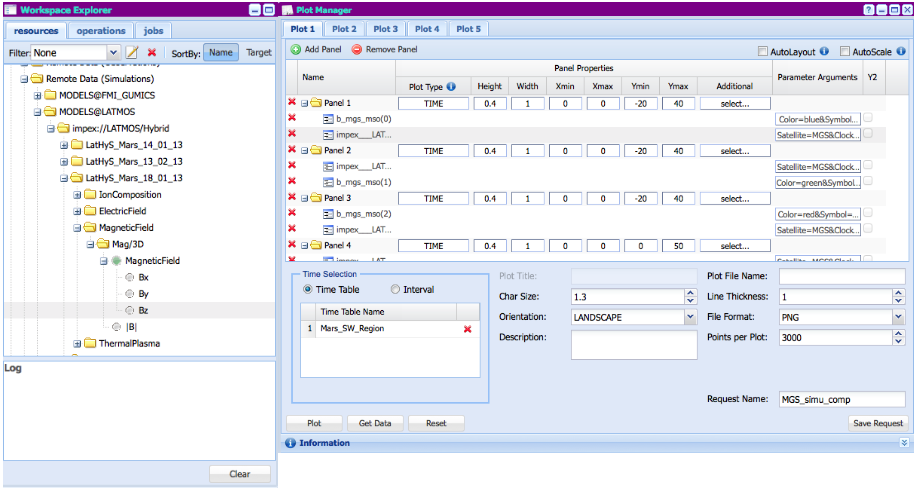 Workspace Explorer
resources operations jobs
Filter: None SortBy: Name Target
Remote Data (Simulations)
MODELS@FMI_GUMICS
MODELS@LATMOS
impex://LATMOS/Hybrid
LatHyS_Mars_14_01_13
LatHyS_Mars_13_02_13
LatHyS_Mars_18_01_13
IonComposition
ElectricField
MagneticField
Mag/3D
MagneticField
Bx
By
Bz
|B|
ThermalPlasma
Log
Clear
Plot Manager
Plot 1 Plot 2 Plot 3 Plot 4 Plot 5
Add Panel Remove Panel AutoLayout AutoScale
Name Panel Properties Parameter Arguments Y2
Plot Type Height Width Xmin Xmax Ymin Ymax Additional
Panel 1 TIME 0.4 1 0 0 -20 40 select...
b_mgs_mso(0) Color=blue&Symbol...
impex___LAT... Satellite=MGS&Clock...
Panel 2 TIME 0.4 1 0 0 -20 40 select...
impex___LAT... Satellite=MGS&Clock...
b_mgs_mso(1) Color=green&Symbol...
Panel 3 TIME 0.4 1 0 0 -20 40 select...
b_mgs_mso(2) Color=red&Symbol=...
impex___LAT... Satellite=MGS&Clock...
Panel 4 TIME 0.4 1 0 0 0 50 select...
impex___LAT... Satellite=MGS&Clock...
Time Selection
Time Table Interval
Time Table Name
1 Mars_SW_Region
Plot Title: Plot File Name:
Char Size: 1.3 Line Thickness: 1
Orientation: LANDSCAPE File Format: PNG
Description: Points per Plot: 3000
Request Name: MGS_simu_comp
Plot Get Data Reset Save Request
Information